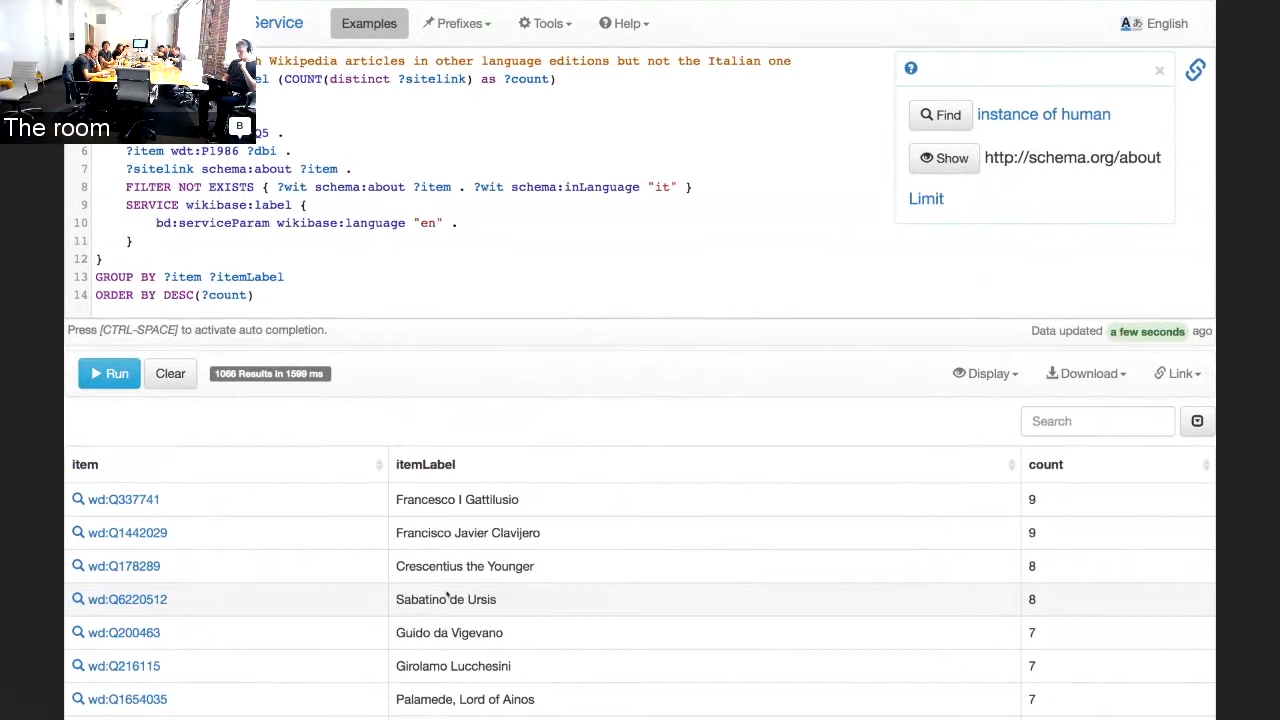 Service Examples Prefixes Tools Help English
h Wikipedia articles in other language editions but not the Italian one
el (COUNT(distinct ?sitelink) as ?count)
The room
B
Q5 .
6 ?item wdt:P1986 ?dbi .
7 ?sitelink schema:about ?item .
8 FILTER NOT EXISTS { ?wit schema:about ?item . ?wit schema:inLanguage "it" }
9 SERVICE wikibase:label {
10 bd:serviceParam wikibase:language "en" .
11 }
12 }
13 GROUP BY ?item ?itemLabel
14 ORDER BY DESC(?count)
×
Find instance of human
Show http://schema.org/about
Limit
Press [CTRL-SPACE] to activate auto completion.
Data updated a few seconds ago
Run Clear 1066 Results in 1599 ms Display Download Link
Search
item itemLabel count
wd:Q337741 Francesco I Gattilusio 9
wd:Q1442029 Francisco Javier Clavijero 9
wd:Q178289 Crescentius the Younger 8
wd:Q6220512 Sabatino de Ursis 8
wd:Q200463 Guido da Vigevano 7
wd:Q216115 Girolamo Lucchesini 7
wd:Q1654035 Palamede, Lord of Ainos 7